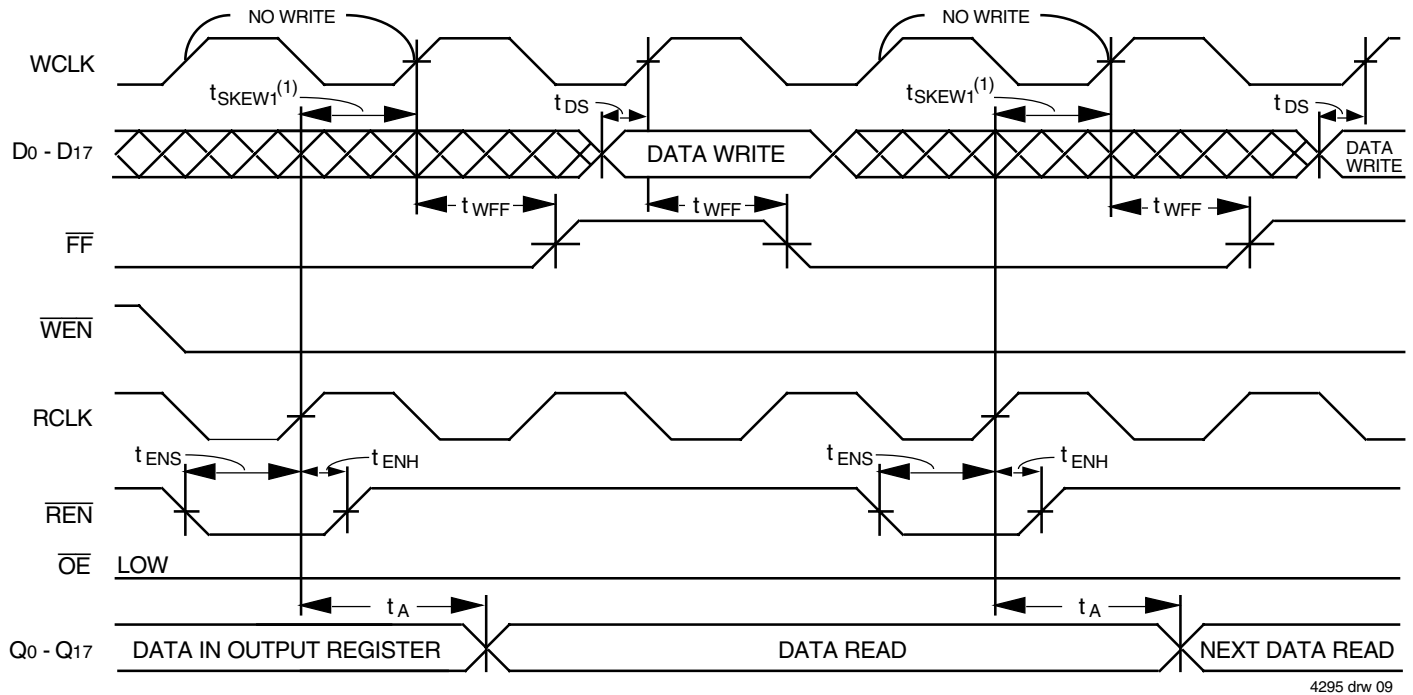 NO WRITE
NO WRITE
WCLK
tSKEW1(1)
tDS
tSKEW1(1)
tDS
D0 - D17
DATA WRITE
DATA
WRITE
tWFF
tWFF
tWFF
FF
WEN
RCLK
tENS
tENH
tENS
tENH
REN
OE
LOW
tA
tA
Q0 - Q17
DATA IN OUTPUT REGISTER
DATA READ
NEXT DATA READ
4295 drw 09